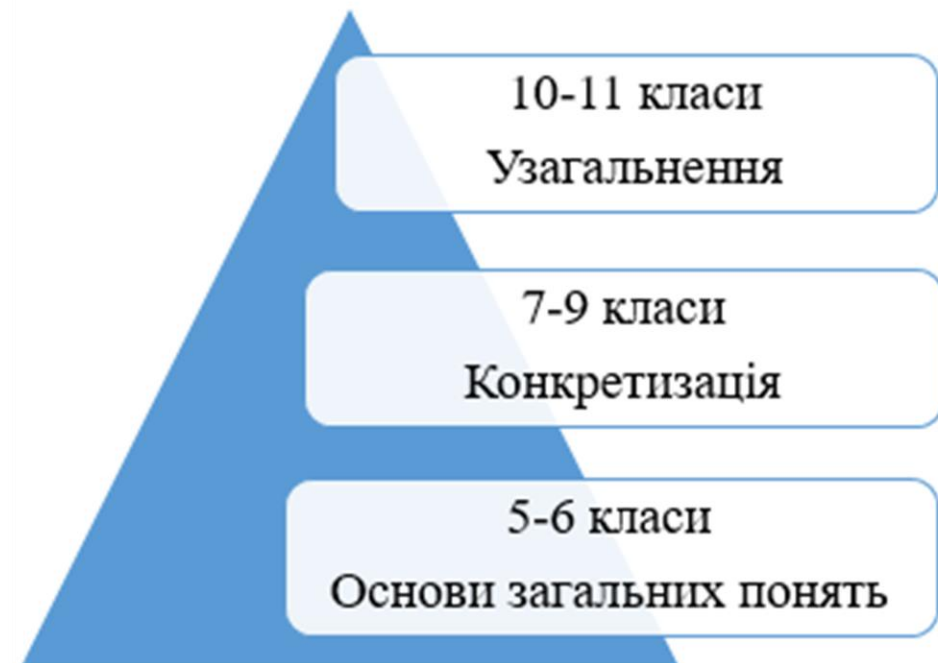 10-11 класи
Узагальнення
7-9 класи
Конкретизація
5-6 класи
Основи загальних понять